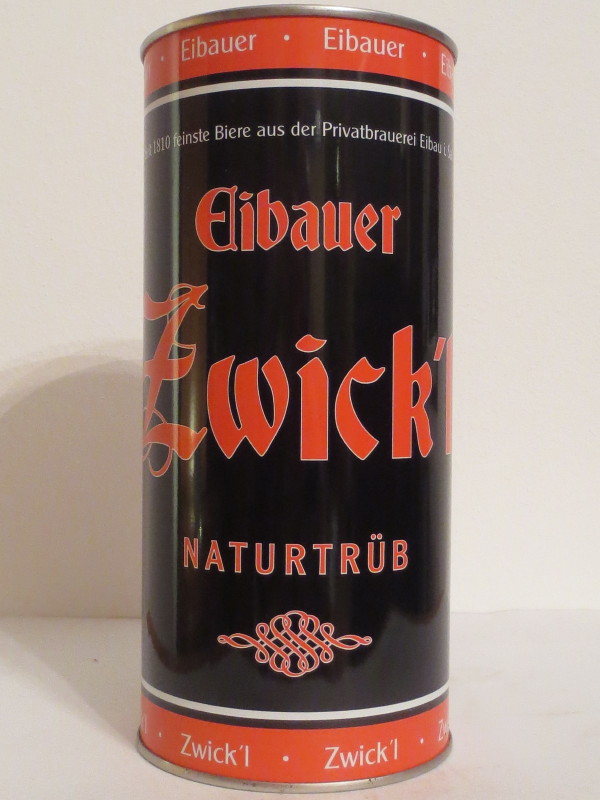 Eibauer • Eibauer •
1810 feinste Biere aus der Privatbrauerei Eibau i.
Eibauer
Zwick'l
NATURTRÜB
• Zwick'l • Zwick'l •